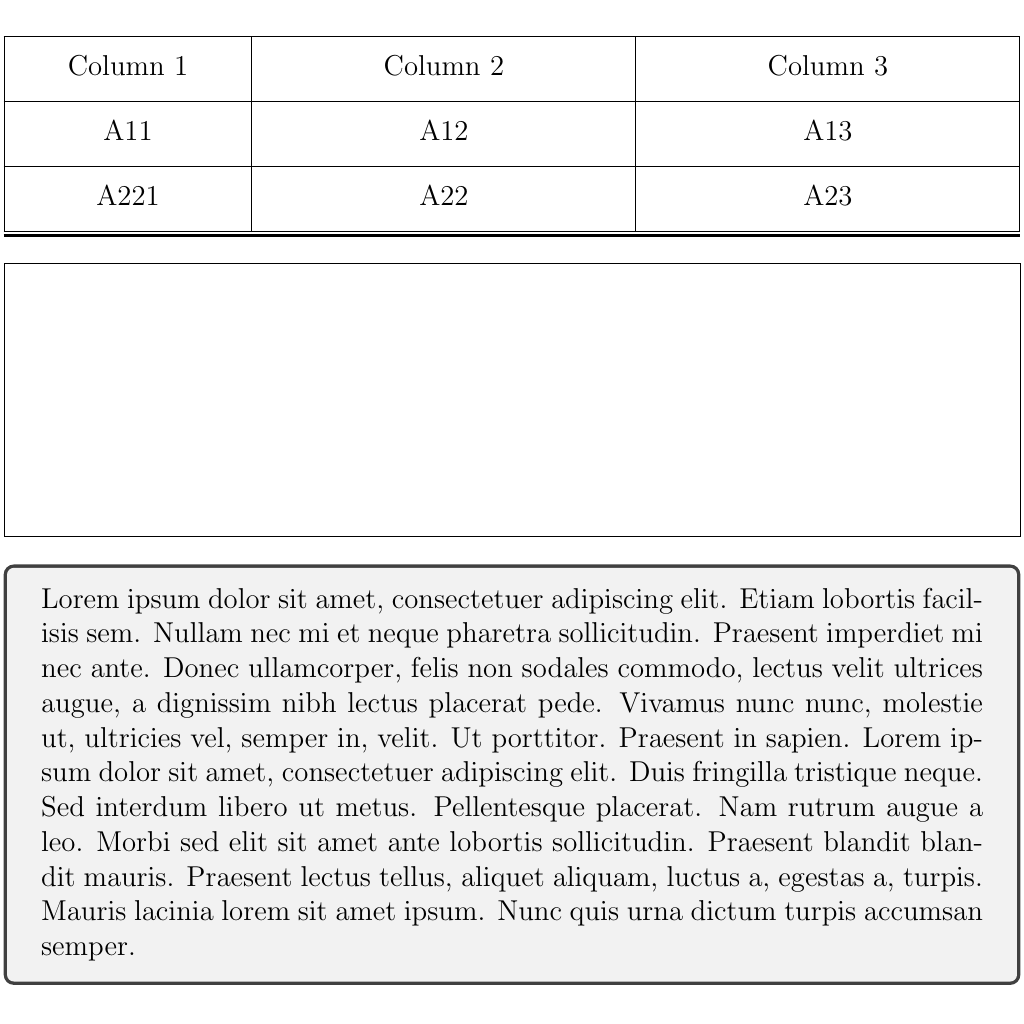 Column 1 Column 2 Column 3
A11 A12 A13
A221 A22 A23
Lorem ipsum dolor sit amet, consectetuer adipiscing elit. Etiam lobortis facil-
isis sem. Nullam nec mi et neque pharetra sollicitudin. Praesent imperdiet mi
nec ante. Donec ullamcorper, felis non sodales commodo, lectus velit ultrices
augue, a dignissim nibh lectus placerat pede. Vivamus nunc nunc, molestie
ut, ultricies vel, semper in, velit. Ut porttitor. Praesent in sapien. Lorem ip-
sum dolor sit amet, consectetuer adipiscing elit. Duis fringilla tristique neque.
Sed interdum libero ut metus. Pellentesque placerat. Nam rutrum augue a
leo. Morbi sed elit sit amet ante lobortis sollicitudin. Praesent blandit blan-
dit mauris. Praesent lectus tellus, aliquet aliquam, luctus a, egestas a, turpis.
Mauris lacinia lorem sit amet ipsum. Nunc quis urna dictum turpis accumsan
semper.